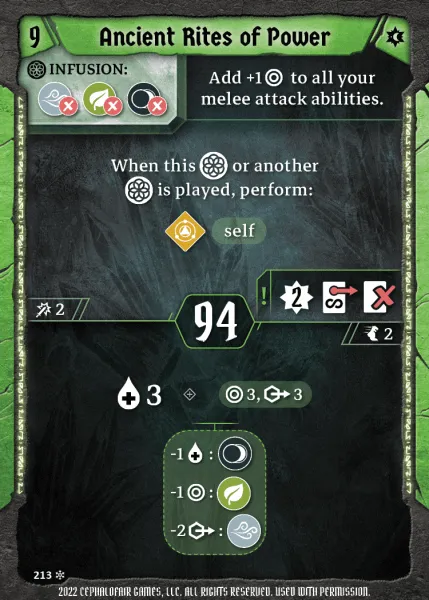 9 Ancient Rites of Power
INFUSION:
Add +1 to all your
melee attack abilities.
When this or another
is played, perform:
self
2
94
! 2
2
3 3, 3
-1 :
-1 :
-2 :
213
2022 CEPHALOFAIR GAMES, LLC. ALL RIGHTS RESERVED. USED WITH PERMISSION.